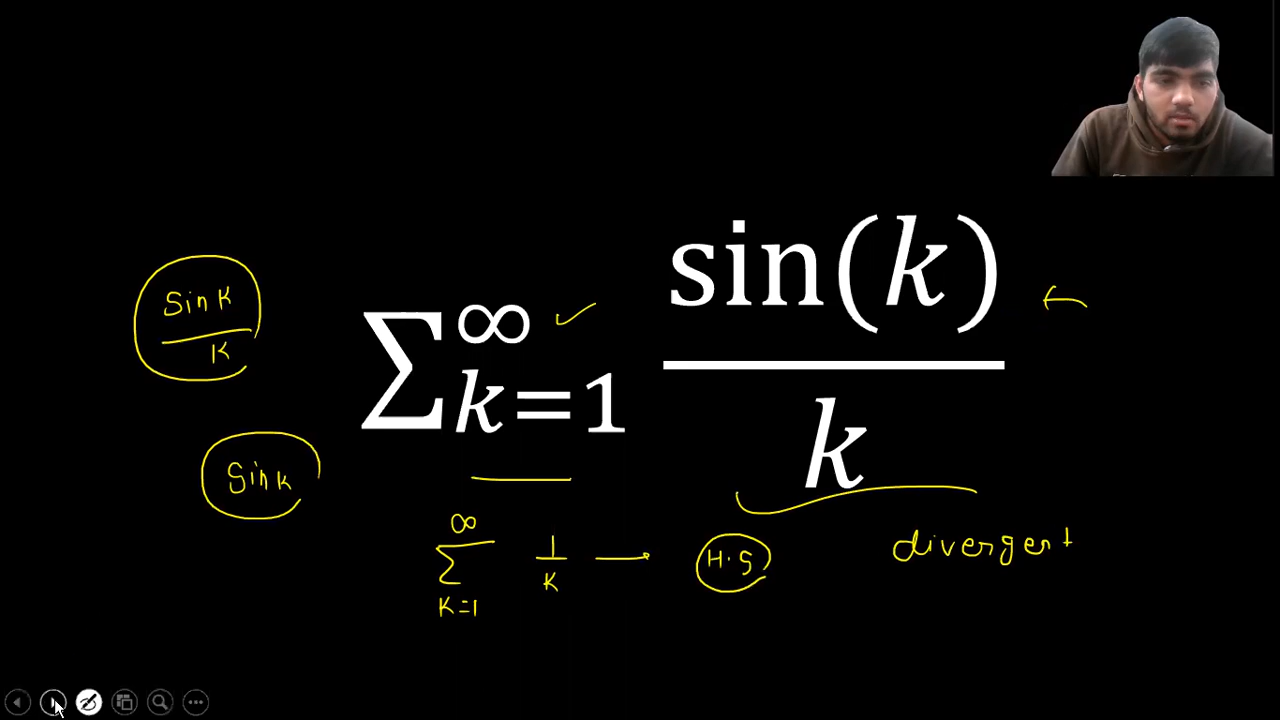 sin(k)
sin k
k
∑ ∞ k=1
k
sin k
∞
∑ 1/k → H.S
k=1
divergent